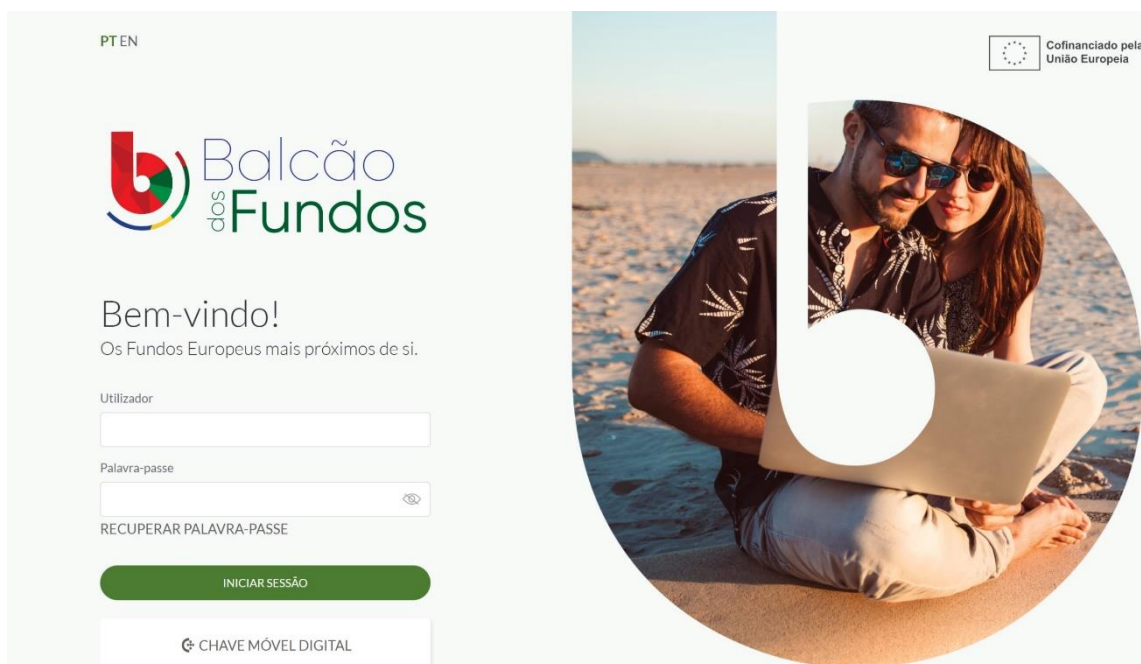 PT EN
Cofinanciado pela
União Europeia
Balcão
dos Fundos
Bem-vindo!
Os Fundos Europeus mais próximos de si.
Utilizador
Palavra-passe
RECUPERAR PALAVRA-PASSE
INICIAR SESSÃO
CHAVE MÓVEL DIGITAL